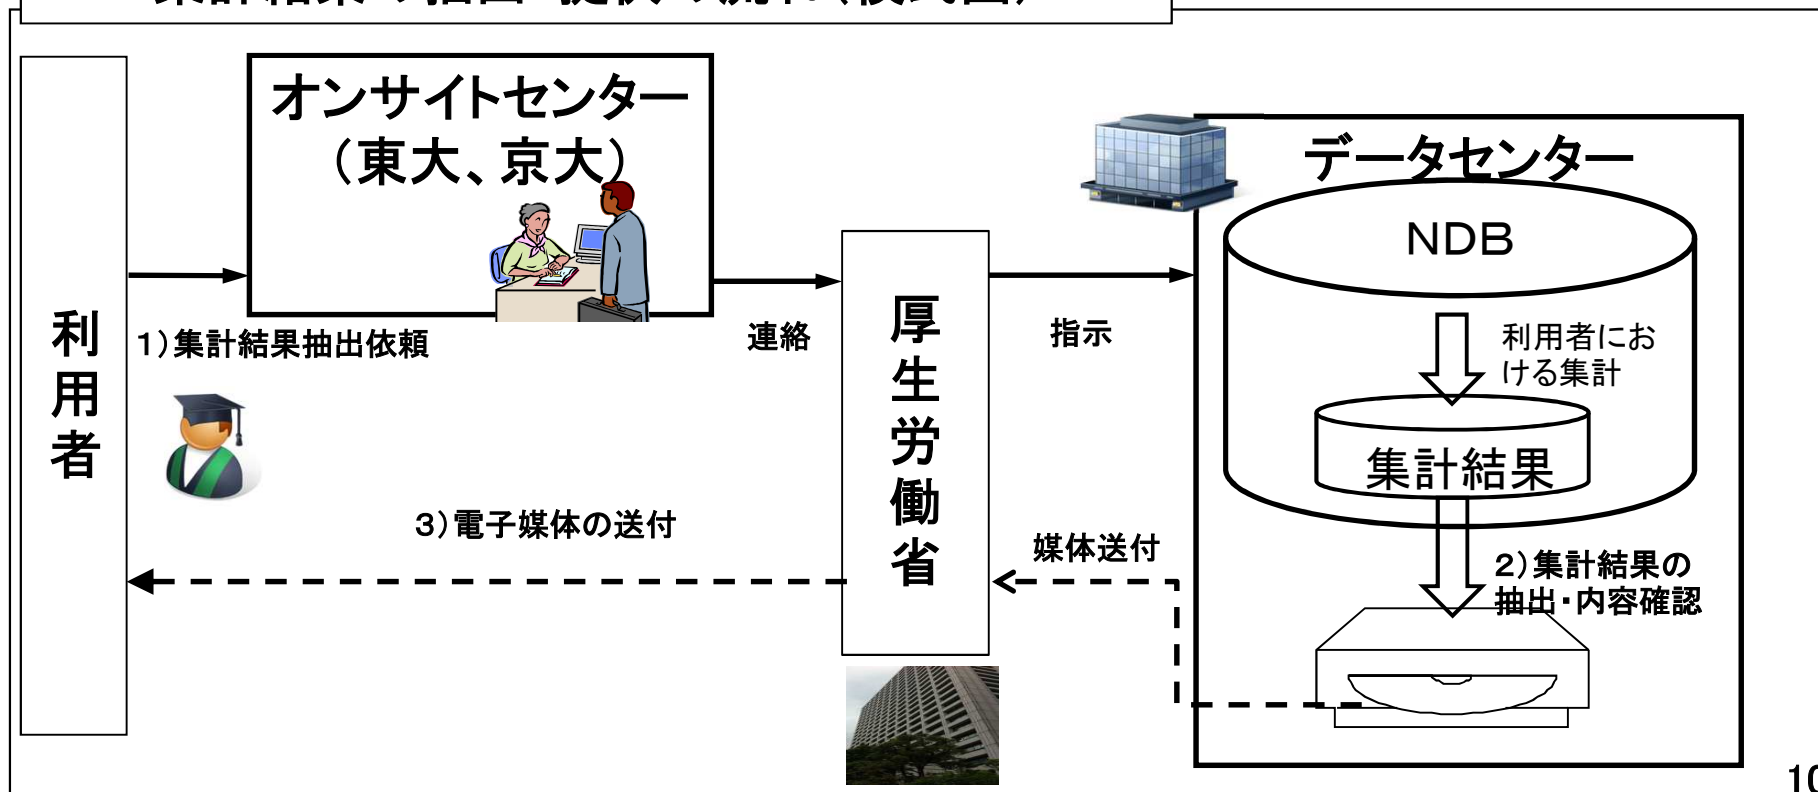 オンサイトセンター
（東大、京大）
データセンター
NDB
利用者にお
ける集計
集計結果
2）集計結果の
抽出・内容確認
利用者
1）集計結果抽出依頼
連絡
厚生労働省
指示
3）電子媒体の送付
媒体送付
10